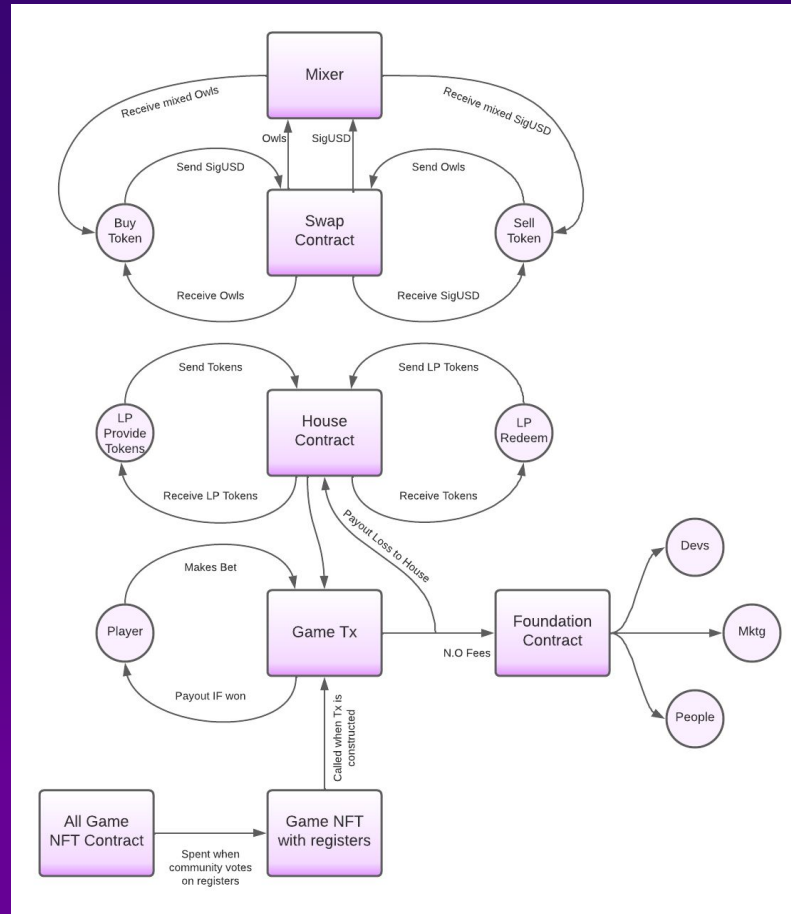 Mixer
Receive mixed Owls
Receive mixed SigUSD
Owls
SigUSD
Send SigUSD
Send Owls
Buy
Token
Swap
Contract
Sell
Token
Receive Owls
Receive SigUSD
Send Tokens
Send LP Tokens
LP
Provide
Tokens
House
Contract
LP
Redeem
Receive LP Tokens
Receive Tokens
Payout Loss to House
Makes Bet
Player
Game Tx
Foundation
Contract
N.O Fees
Devs
Mktg
People
Payout IF won
Called when Tx is
constructed
All Game
NFT Contract
Spent when
community votes
on registers
Game NFT
with registers